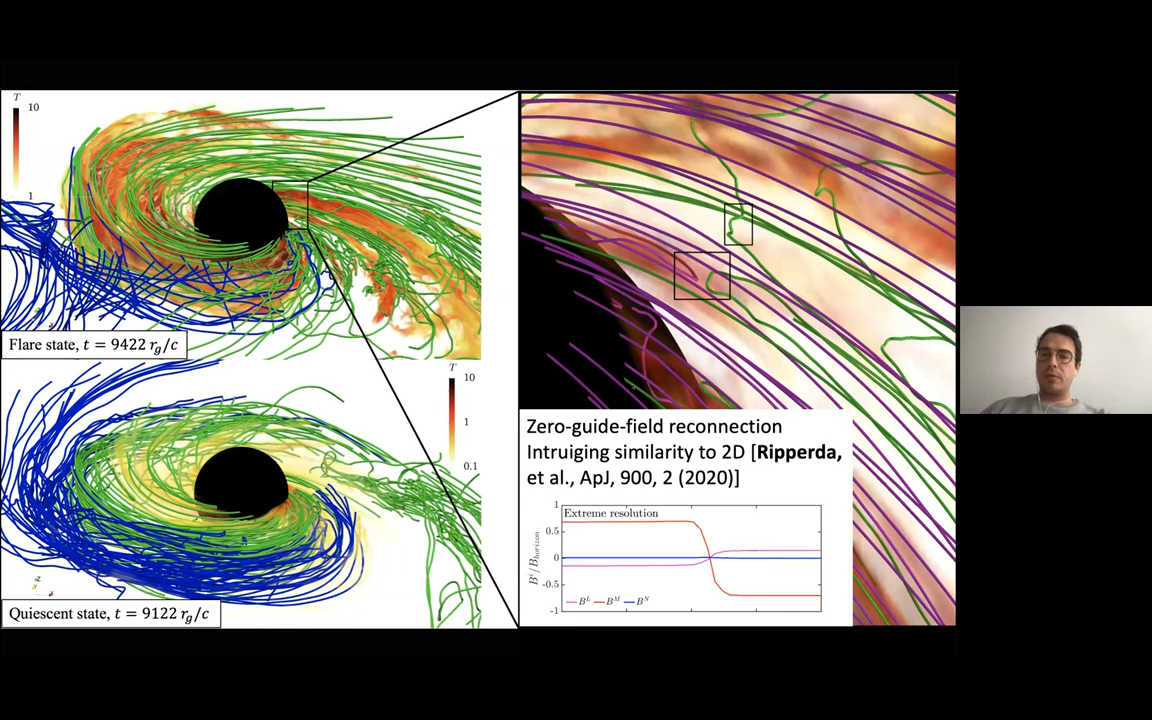 T
10
1
Flare state, t = 9422 r_g/c
T
10
1
0.1
Quiescent state, t = 9122 r_g/c
Zero-guide-field reconnection
Intruiging similarity to 2D [Ripperda,
et al., ApJ, 900, 2 (2020)]
Extreme resolution
1
0.5
0
-0.5
-1
B^i/B_horizon
B^L B^M B^N